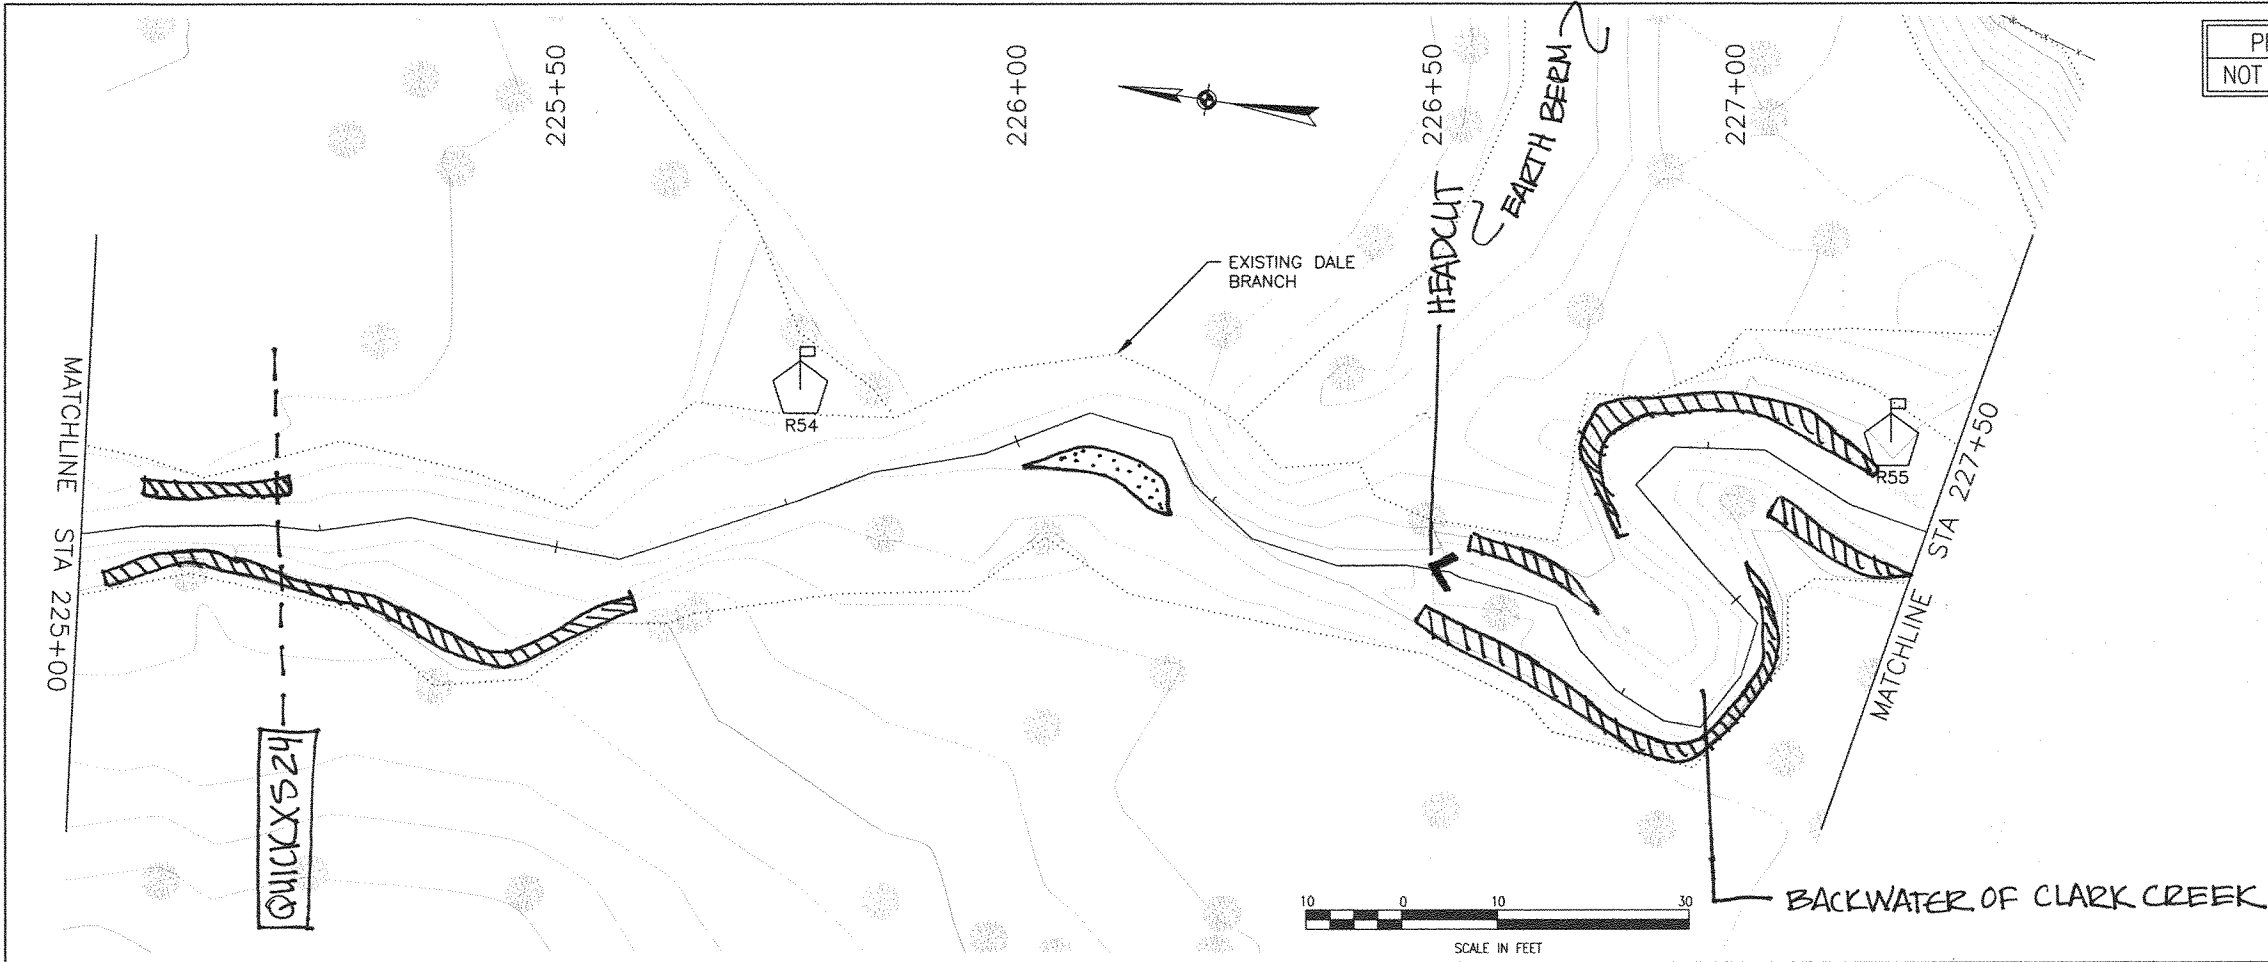 225+50
226+00
226+50
227+00
NOT
EARTH BERM
HEADCUT
EXISTING DALE
BRANCH
MATCHLINE STA 225+00
R54
R55
MATCHLINE STA 227+50
QUICKXS24
10 0 10 30
SCALE IN FEET
BACKWATER OF CLARK CREEK